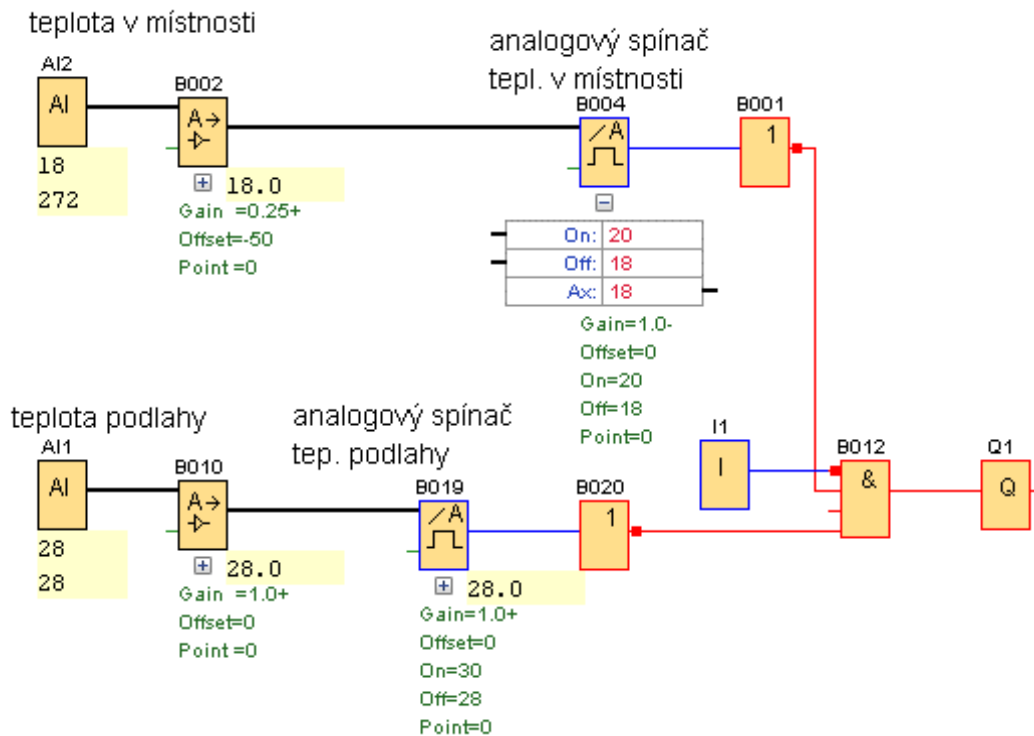 teplota v místnosti
AI2
AI
18
272
B002
A→
18.0
Gain =0.25+
Offset=-50
Point =0
analogový spínač
tepl. v místnosti
B004
/A
B001
1
On: 20
Off: 18
Ax: 18
Gain=1.0-
Offset=0
On=20
Off=18
Point=0
teplota podlahy
AI1
AI
28
28
B010
A→
28.0
Gain =1.0+
Offset=0
Point =0
analogový spínač
tep. podlahy
B019
/A
28.0
Gain=1.0+
Offset=0
On=30
Off=28
Point=0
B020
1
I1
I
B012
&
Q1
Q